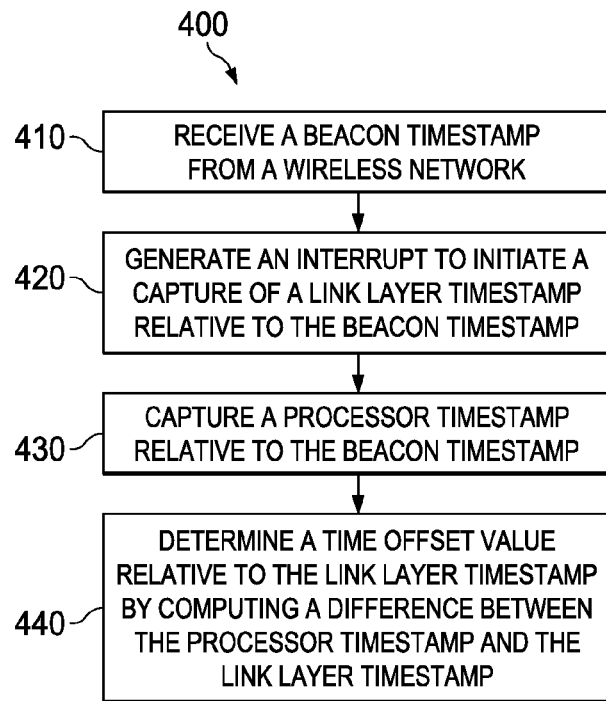 400
410
RECEIVE A BEACON TIMESTAMP
FROM A WIRELESS NETWORK
420
GENERATE AN INTERRUPT TO INITIATE A
CAPTURE OF A LINK LAYER TIMESTAMP
RELATIVE TO THE BEACON TIMESTAMP
430
CAPTURE A PROCESSOR TIMESTAMP
RELATIVE TO THE BEACON TIMESTAMP
440
DETERMINE A TIME OFFSET VALUE
RELATIVE TO THE LINK LAYER TIMESTAMP
BY COMPUTING A DIFFERENCE BETWEEN
THE PROCESSOR TIMESTAMP AND THE
LINK LAYER TIMESTAMP